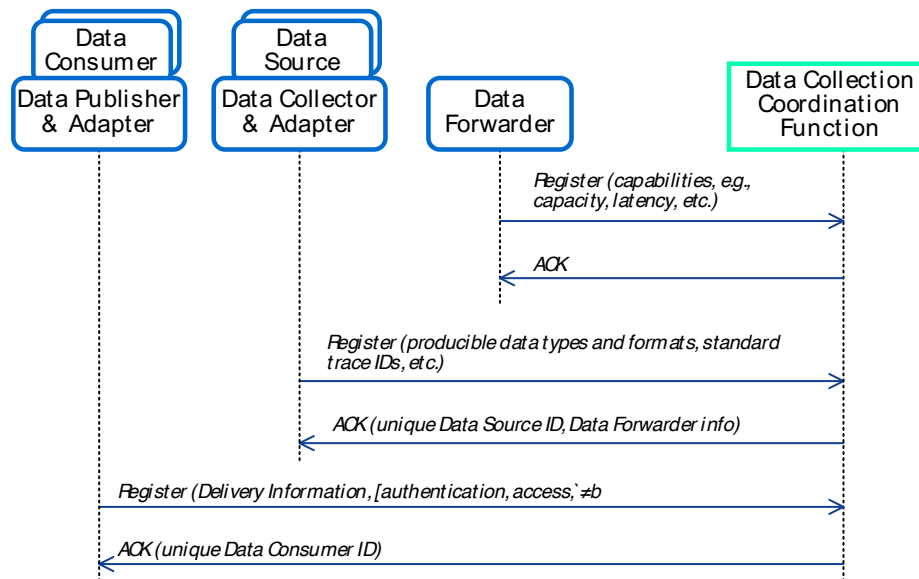 Data
Consumer
Data Publisher
& Adapter
Data
Source
Data Collector
& Adapter
Data
Forwarder
Data Collection
Coordination
Function
Register (capabilities, e.g.,
capacity, latency, etc.)
ACK
Register (producible data types and formats, standard
trace IDs, etc.)
ACK (unique Data Source ID, Data Forwarder info)
Register (Delivery Information, [authentication, access,`≠b
ACK (unique Data Consumer ID)